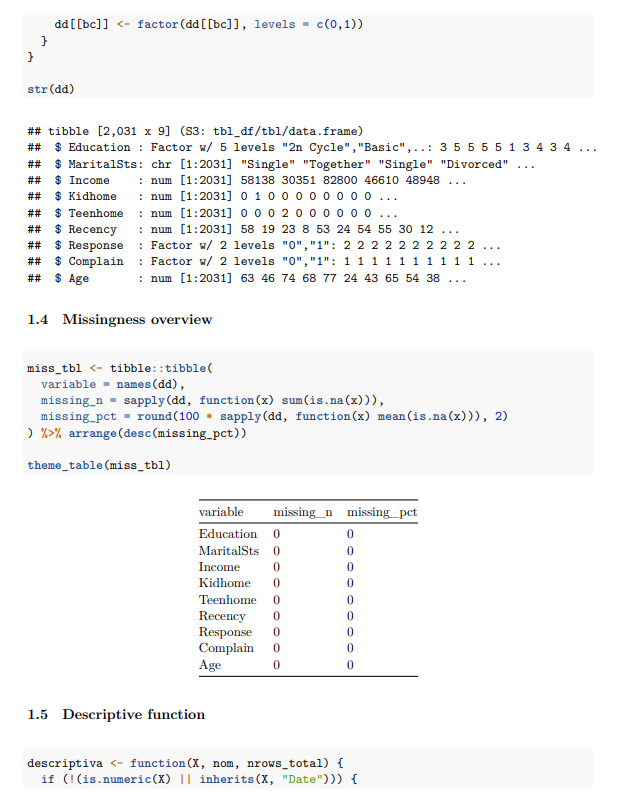 dd[[bc]] <- factor(dd[[bc]], levels = c(0,1))
}
}
str(dd)
## tibble [2,031 x 9] (S3: tbl_df/tbl/data.frame)
## $ Education : Factor w/ 5 levels "2n Cycle","Basic",..: 3 5 5 5 5 1 3 4 3 4 ...
## $ MaritalSts: chr [1:2031] "Single" "Together" "Single" "Divorced" ...
## $ Income : num [1:2031] 58138 30351 82800 46610 48948 ...
## $ Kidhome : num [1:2031] 0 1 0 0 0 0 0 0 0 0 ...
## $ Teenhome : num [1:2031] 0 0 0 2 0 0 0 0 0 0 ...
## $ Recency : num [1:2031] 58 19 23 8 53 24 54 55 30 12 ...
## $ Response : Factor w/ 2 levels "0","1": 2 2 2 2 2 2 2 2 2 2 ...
## $ Complain : Factor w/ 2 levels "0","1": 1 1 1 1 1 1 1 1 1 1 ...
## $ Age : num [1:2031] 63 46 74 68 77 24 43 65 54 38 ...
1.4 Missingness overview
miss_tbl <- tibble::tibble(
variable = names(dd),
missing_n = sapply(dd, function(x) sum(is.na(x))),
missing_pct = round(100 * sapply(dd, function(x) mean(is.na(x))), 2)
) %>% arrange(desc(missing_pct))
theme_table(miss_tbl)
variable missing_n missing_pct
Education 0 0
MaritalSts 0 0
Income 0 0
Kidhome 0 0
Teenhome 0 0
Recency 0 0
Response 0 0
Complain 0 0
Age 0 0
1.5 Descriptive function
descriptiva <- function(X, nom, nrows_total) {
if (!(is.numeric(X) || inherits(X, "Date"))) {